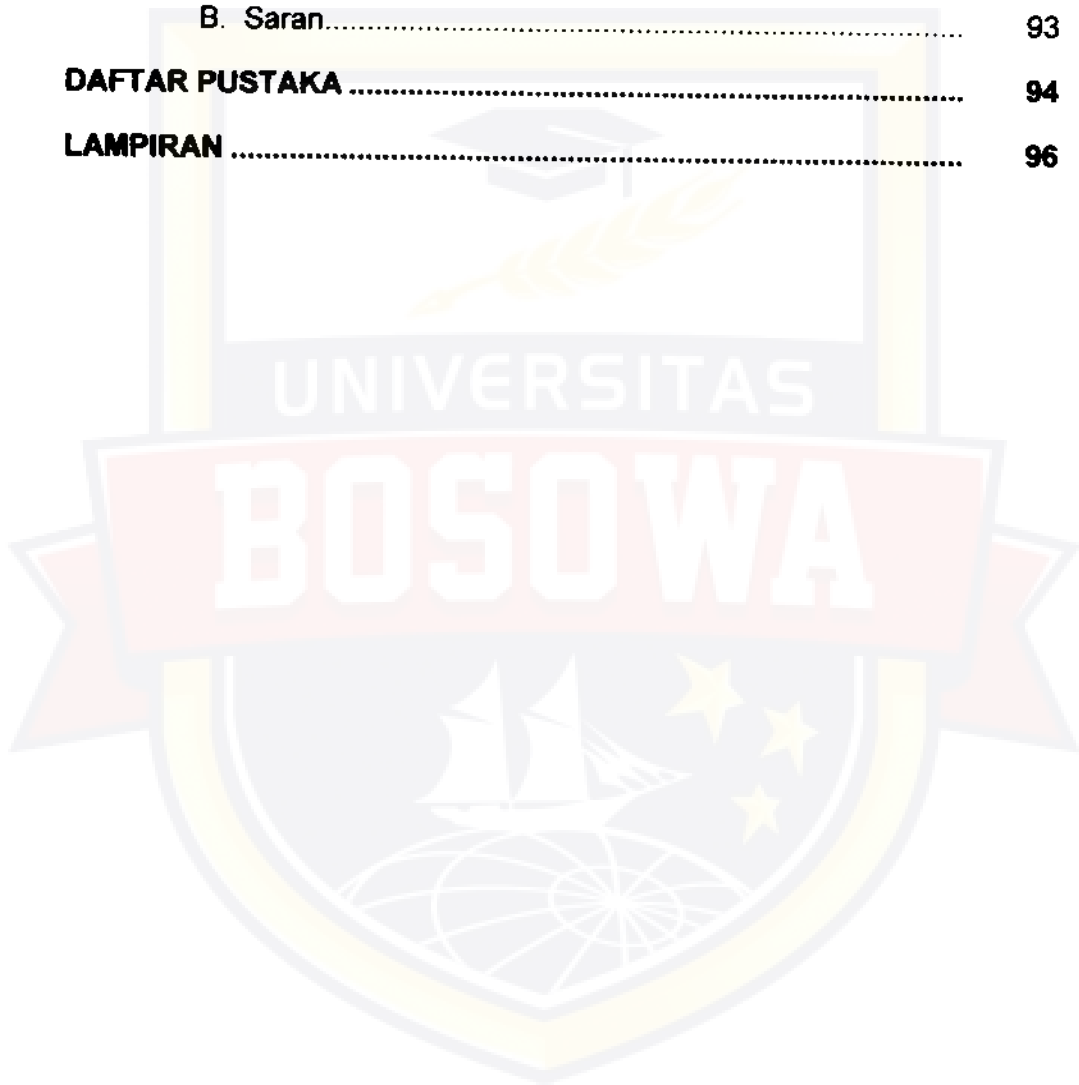 B. Saran........................................................................... 93
DAFTAR PUSTAKA ........................................................................... 94
LAMPIRAN ........................................................................... 96
UNIVERSITAS
BOSOWA